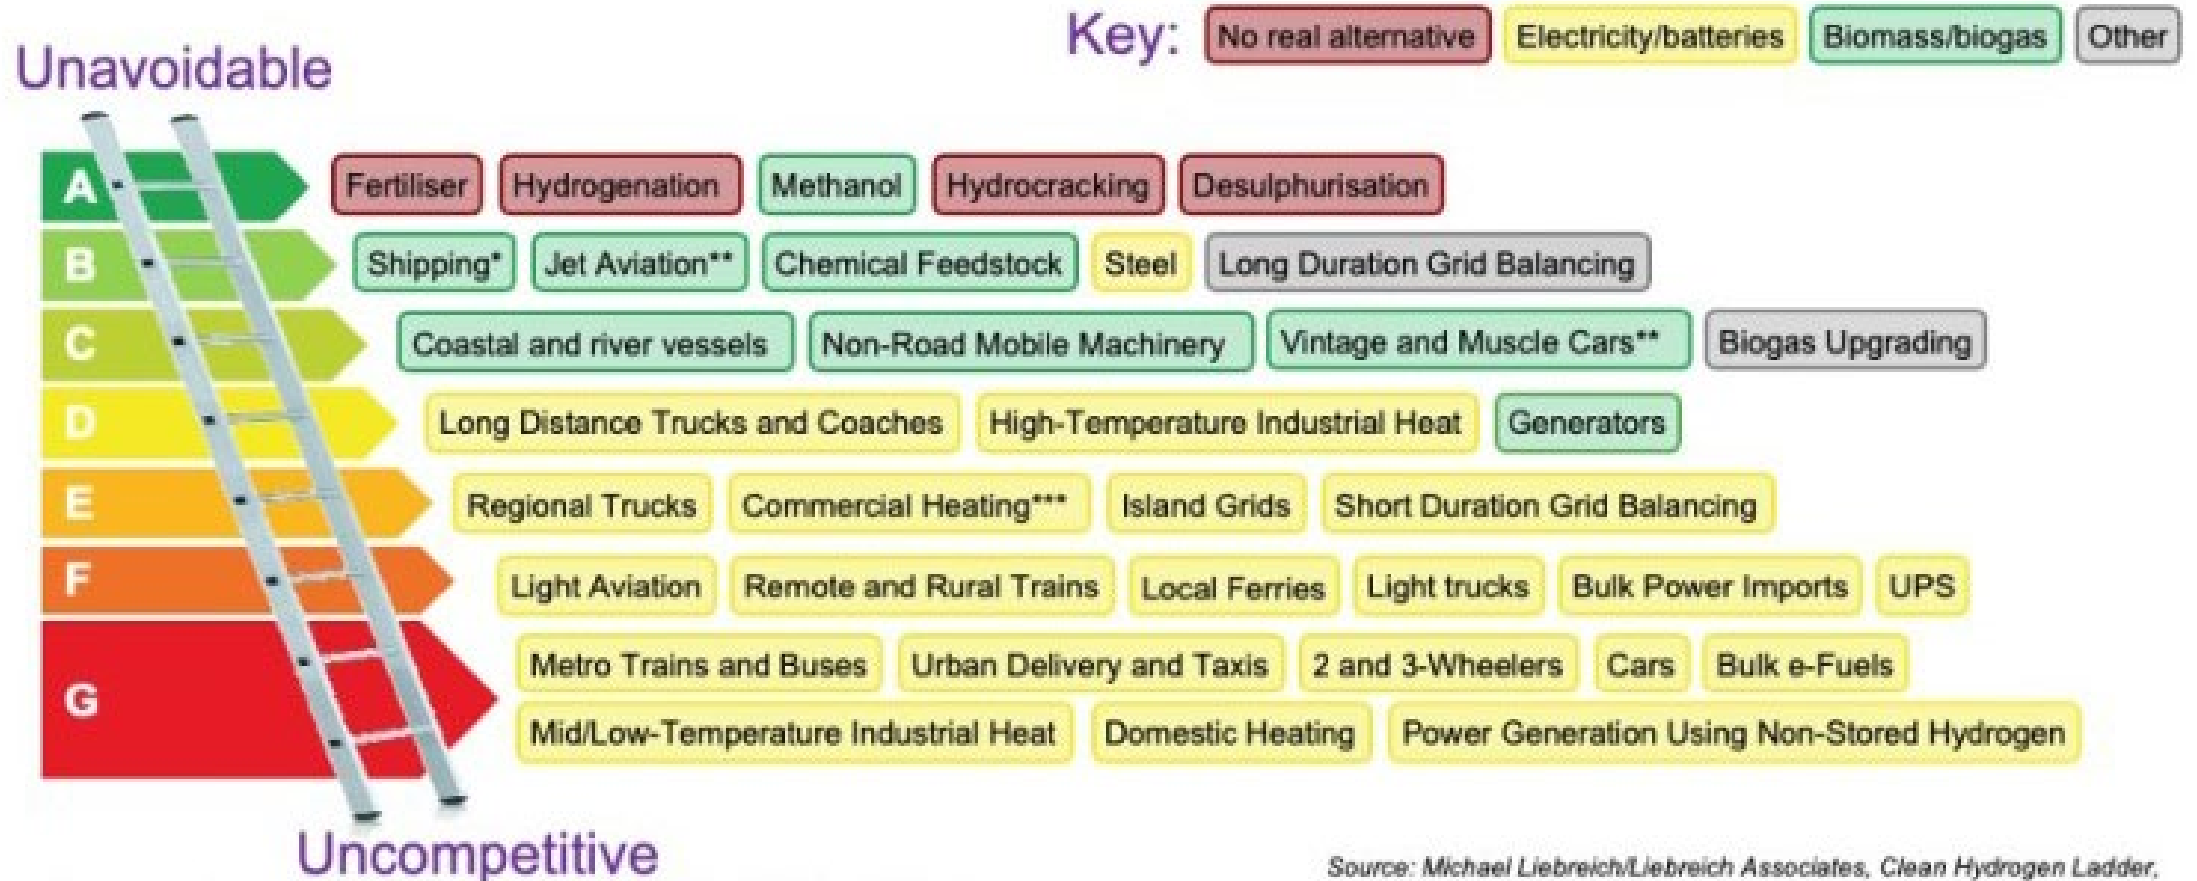 Key: No real alternative Electricity/batteries Biomass/biogas Other
Unavoidable
A Fertiliser Hydrogenation Methanol Hydrocracking Desulphurisation
B Shipping* Jet Aviation** Chemical Feedstock Steel Long Duration Grid Balancing
C Coastal and river vessels Non-Road Mobile Machinery Vintage and Muscle Cars** Biogas Upgrading
D Long Distance Trucks and Coaches High-Temperature Industrial Heat Generators
E Regional Trucks Commercial Heating*** Island Grids Short Duration Grid Balancing
F Light Aviation Remote and Rural Trains Local Ferries Light trucks Bulk Power Imports UPS
G Metro Trains and Buses Urban Delivery and Taxis 2 and 3-Wheelers Cars Bulk e-Fuels
Mid/Low-Temperature Industrial Heat Domestic Heating Power Generation Using Non-Stored Hydrogen
Uncompetitive
Source: Michael Liebreich/Liebreich Associates, Clean Hydrogen Ladder,